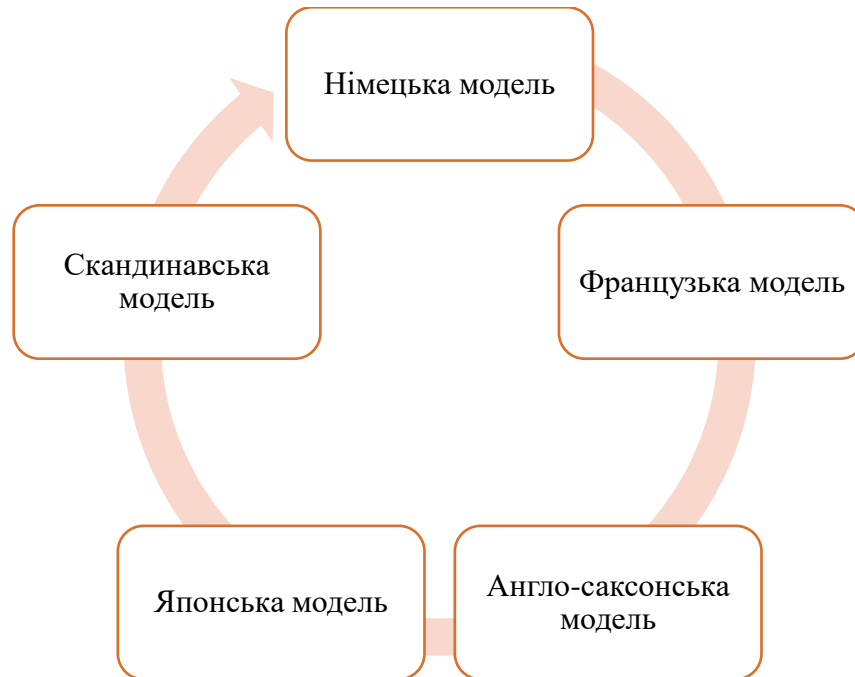 Німецька модель
Французька модель
Англо-саксонська
модель
Японська модель
Скандинавська
модель